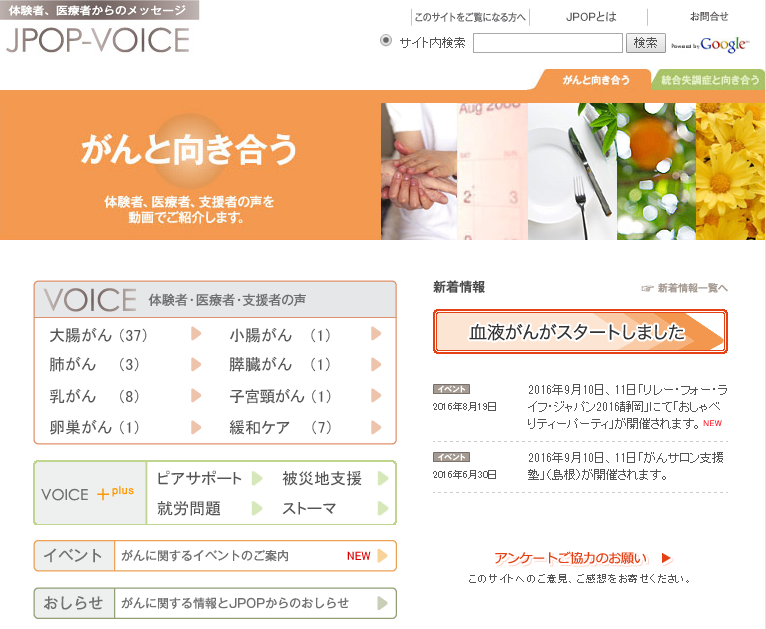 体験者、医療者からのメッセージ
JPOP-VOICE
このサイトをご覧になる方へ
JPOPとは
お問合せ
サイト内検索
検索
Powered by Google™
がんと向き合う
統合失調症と向き合う
がんと向き合う
体験者、医療者、支援者の声を
動画でご紹介します。
Aug 2006
2
3
VOICE 体験者・医療者・支援者の声
大腸がん (37)
小腸がん (1)
肺がん (3)
膵臓がん (1)
乳がん (8)
子宮頸がん (1)
卵巣がん (1)
緩和ケア (7)
VOICE +plus
ピアサポート
被災地支援
就労問題
ストーマ
イベント がんに関するイベントのご案内 NEW
おしらせ がんに関する情報とJPOPからのおしらせ
新着情報
新着情報一覧へ
血液がんがスタートしました
イベント
2016年8月19日
2016年9月10日、11日「リレー・フォー・ラ
イフ・ジャパン2016静岡」にて「おしゃべ
りティーパーティ」が開催されます。 NEW
イベント
2016年6月30日
2016年9月10日、11日「がんサロン支援
塾」（島根）が開催されます。
アンケートご協力のお願い
このサイトへのご意見、ご感想をお寄せください。